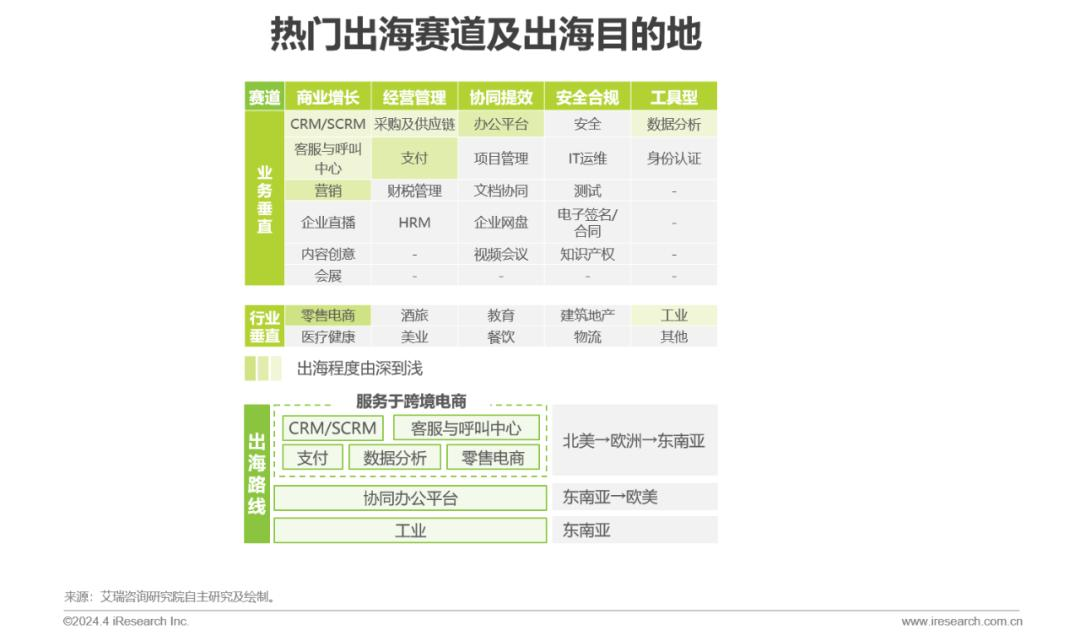 热门出海赛道及出海目的地
赛道 商业增长 经营管理 协同提效 安全合规 工具型
业务垂直
CRM/SCRM 采购及供应链 办公平台 安全 数据分析
客服与呼叫
中心 支付 项目管理 IT运维 身份认证
营销 财税管理 文档协同 测试 -
企业直播 HRM 企业网盘 电子签名/
合同 -
内容创意 - 视频会议 知识产权 -
会展 - - - -
行业
垂直
零售电商 酒旅 教育 建筑地产 工业
医疗健康 美业 餐饮 物流 其他
出海程度由深到浅
出海路线
服务于跨境电商
CRM/SCRM 客服与呼叫中心
支付 数据分析 零售电商
北美→欧洲→东南亚
协同办公平台 东南亚→欧美
工业 东南亚
来源：艾瑞咨询研究院自主研究及绘制。
©2024.4 iResearch Inc. www.iresearch.com.cn